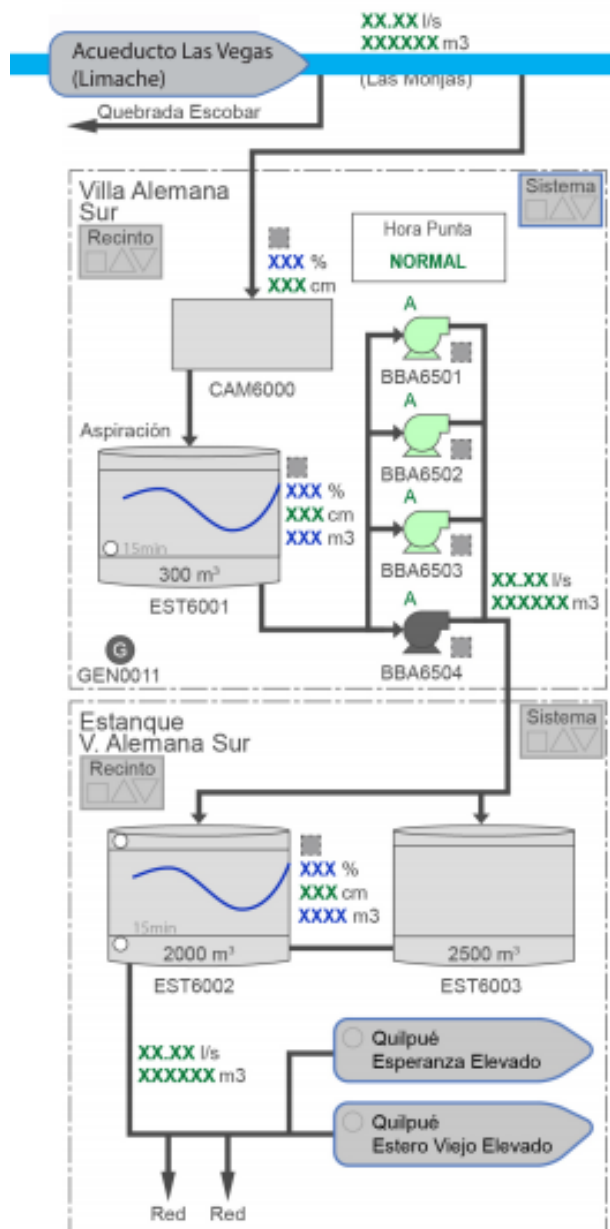 XX.XX l/s
XXXXXX m3
Acueducto Las Vegas
(Limache)
(Las Monjas)
Quebrada Escobar
Villa Alemana
Sur
Recinto
Sistema
Hora Punta
NORMAL
XXX %
XXX cm
CAM6000
A
BBA6501
A
BBA6502
A
BBA6503
A
BBA6504
Aspiración
XXX %
XXX cm
XXX m3
15min
300 m³
EST6001
XX.XX l/s
XXXXXX m3
G
GEN0011
Estanque
V. Alemana Sur
Recinto
Sistema
XXX %
XXX cm
XXXX m3
15min
2000 m³
EST6002
2500 m³
EST6003
XX.XX l/s
XXXXXX m3
Quilpué
Esperanza Elevado
Quilpué
Estero Viejo Elevado
Red
Red